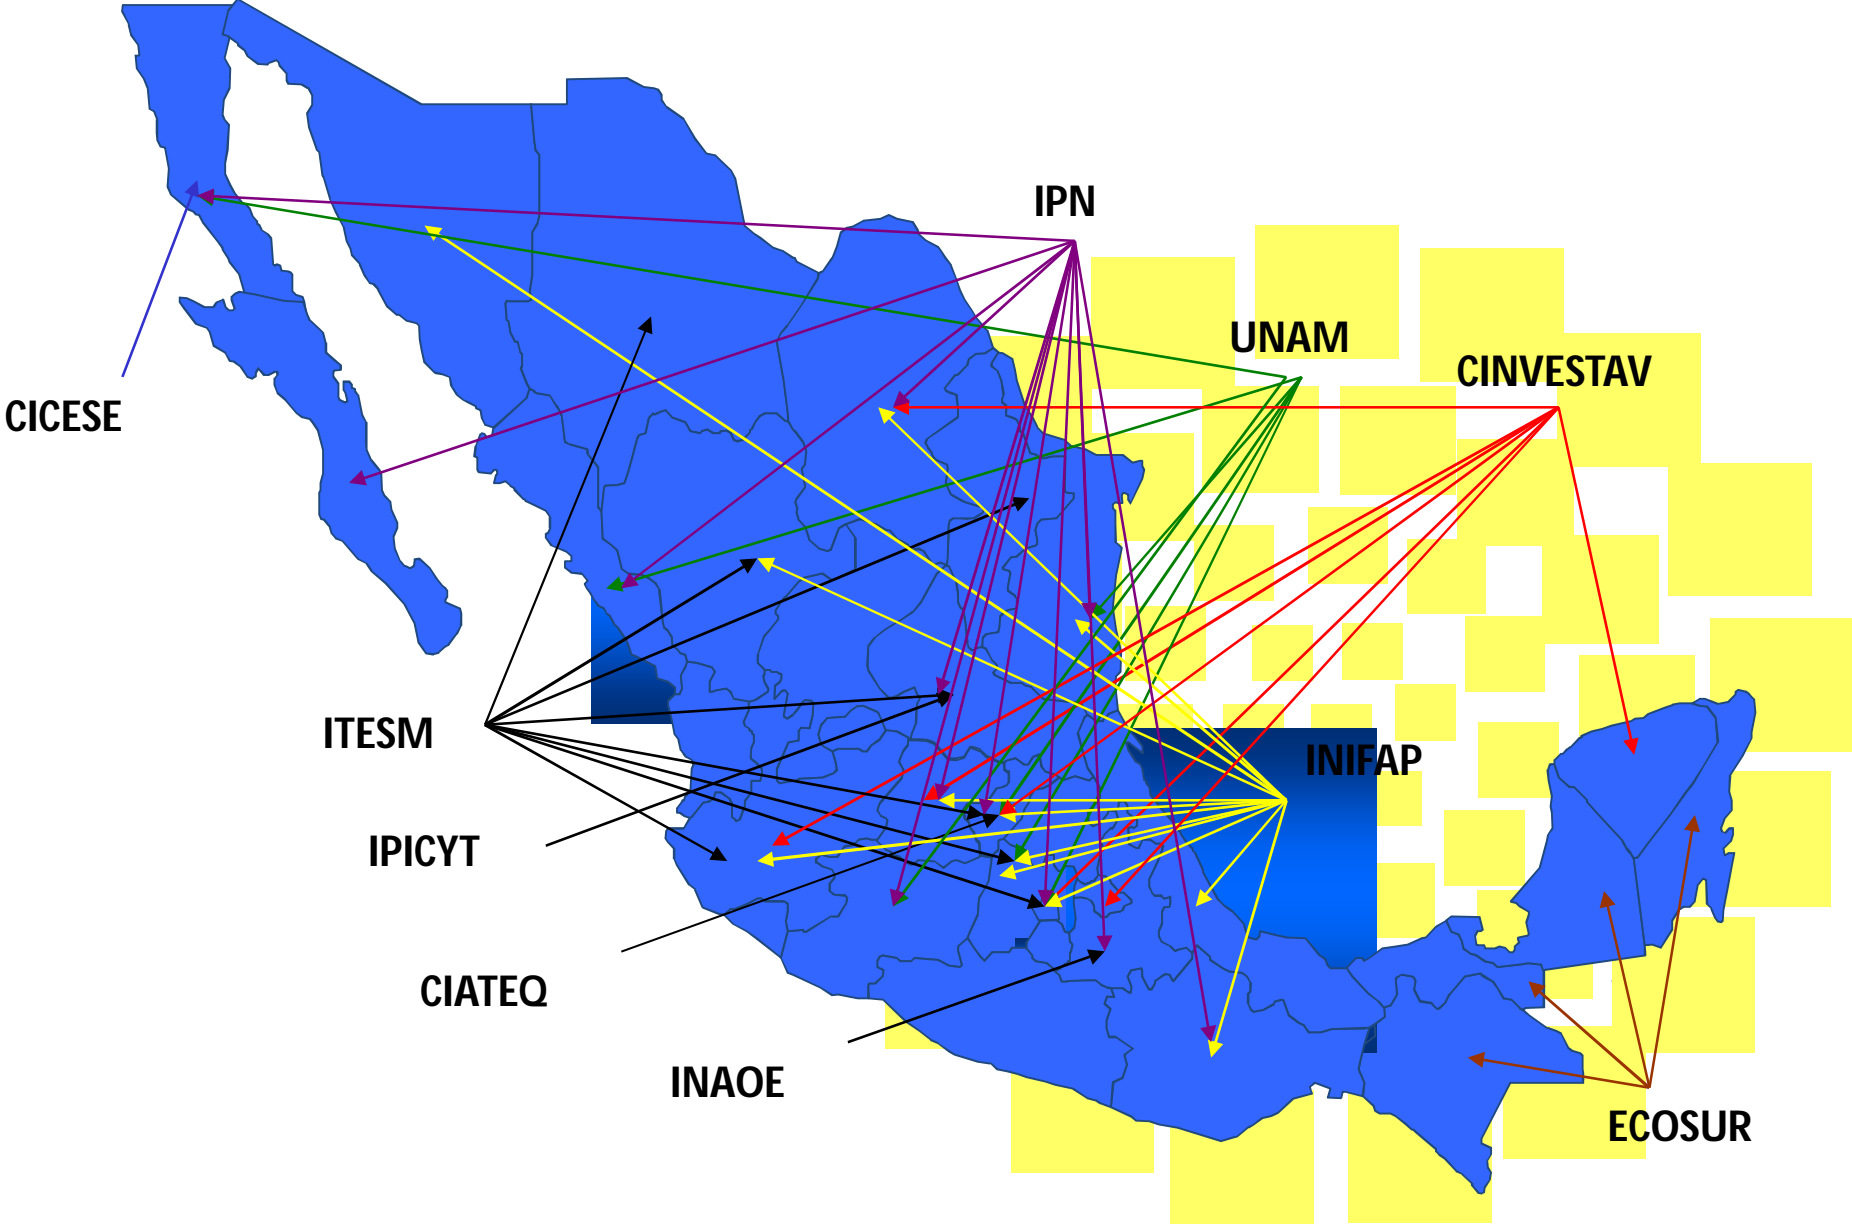 IPN
UNAM
CINVESTAV
CICESE
ITESM
INIFAP
IPICYT
CIATEQ
INAOE
ECOSUR